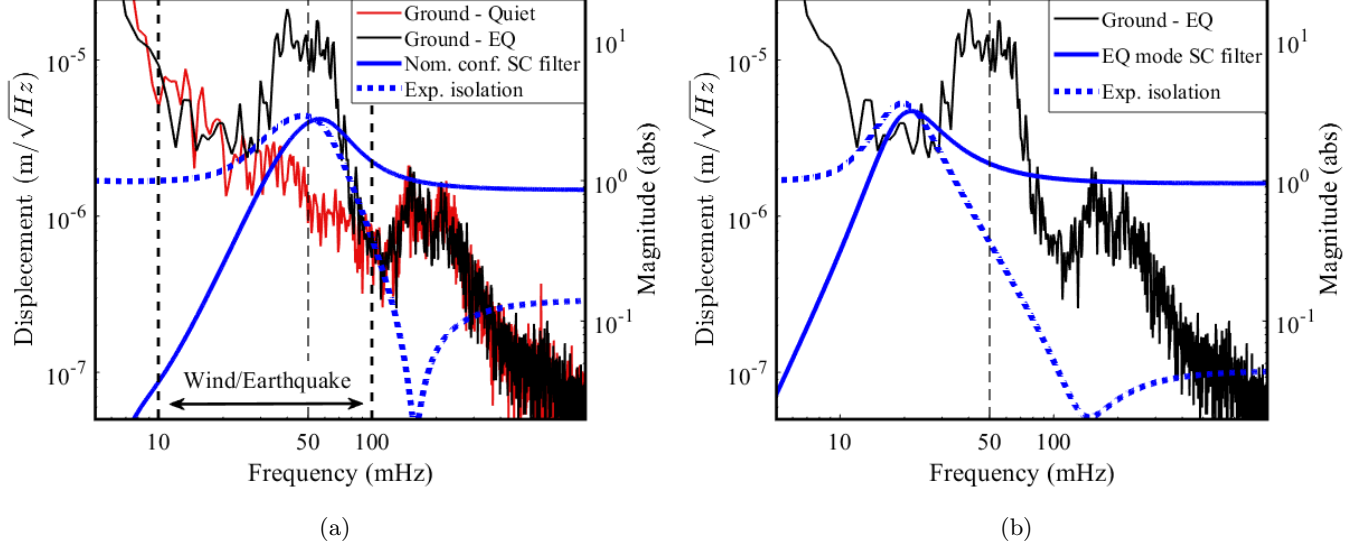 Ground - Quiet
Ground - EQ
Nom. conf. SC filter
Exp. isolation
10^-5
10^-6
10^-7
Displecement (m/√Hz)
10^1
10^0
10^-1
Magnitude (abs)
Wind/Earthquake
10 50 100
Frequency (mHz)
(a)
Ground - EQ
EQ mode SC filter
Exp. isolation
10^-5
10^-6
10^-7
Displecement (m/√Hz)
10^1
10^0
10^-1
Magnitude (abs)
10 50 100
Frequency (mHz)
(b)